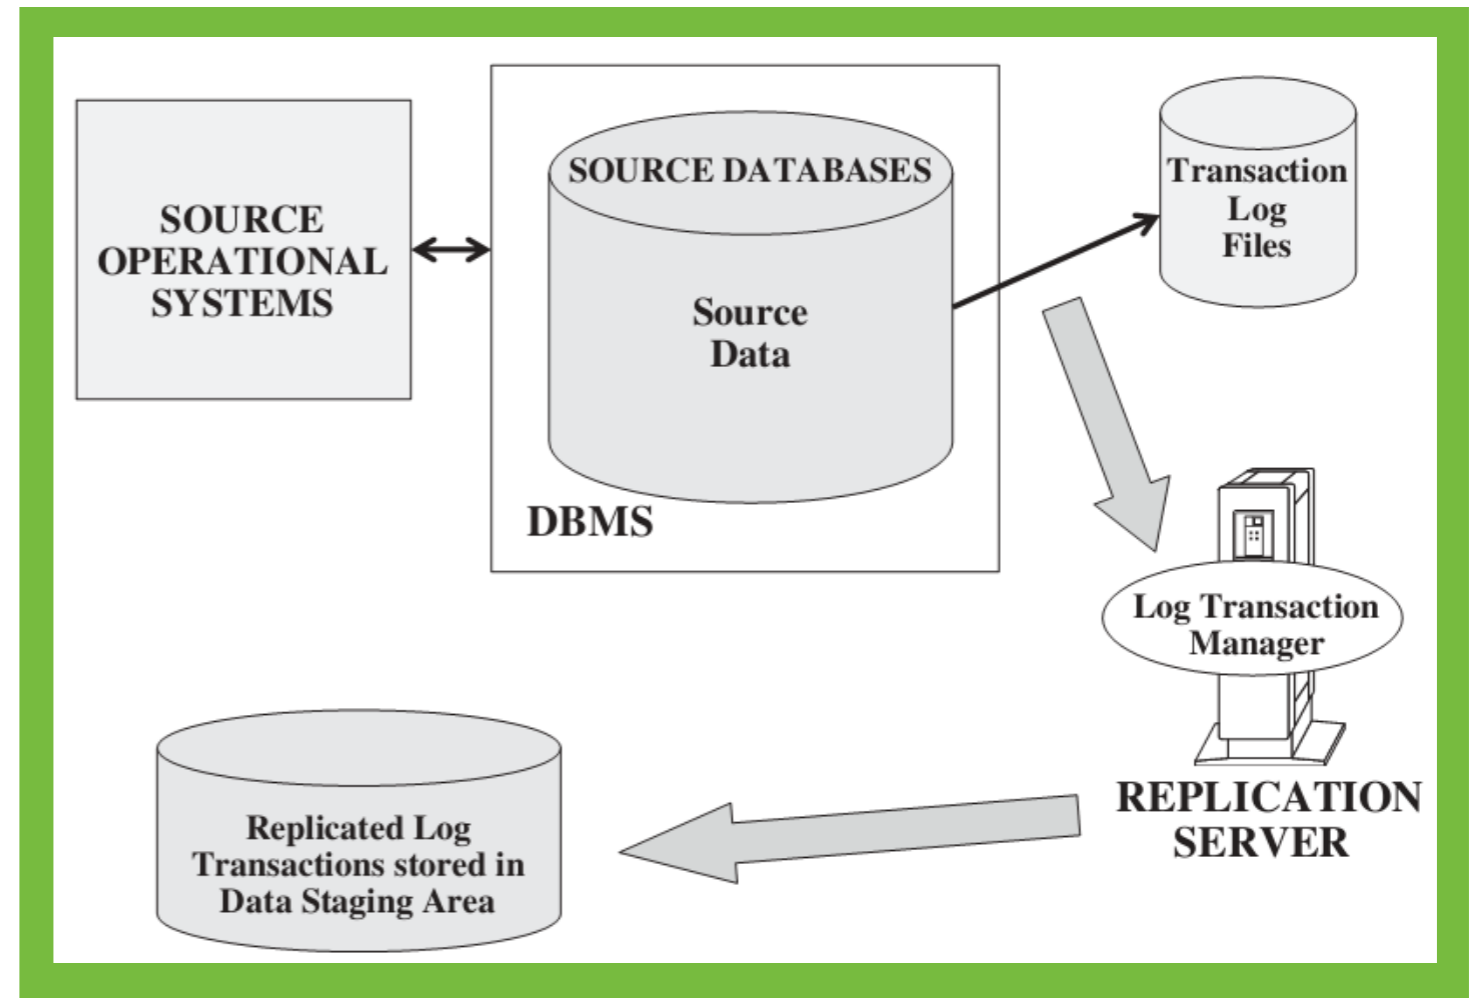 SOURCE
OPERATIONAL
SYSTEMS
SOURCE DATABASES
Source
Data
DBMS
Transaction
Log
Files
Log Transaction
Manager
REPLICATION
SERVER
Replicated Log
Transactions stored in
Data Staging Area